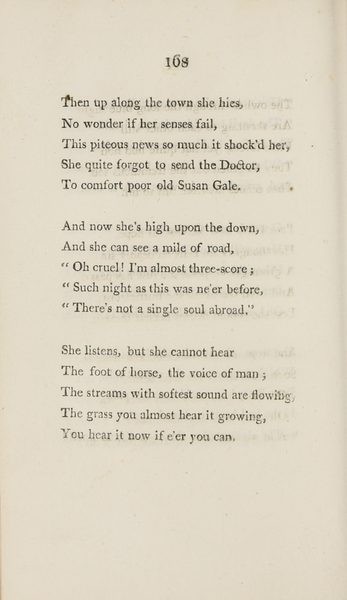 168
Then up along the town she hies,
No wonder if her senses fail,
This piteous news so much it shock'd her,
She quite forgot to send the Doctor,
To comfort poor old Susan Gale.
And now she's high upon the down,
And she can see a mile of road,
“ Oh cruel! I'm almost three-score;
“ Such night as this was ne'er before,
“ There's not a single soul abroad.”
She listens, but she cannot hear
The foot of horse, the voice of man;
The streams with softest sound are flowing,
The grass you almost hear it growing,
You hear it now if e'er you can.